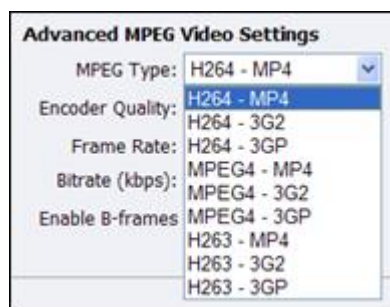 Advanced MPEG Video Settings
MPEG Type: H264 - MP4
H264 - MP4
Encoder Quality:
H264 - 3G2
Frame Rate: H264 - 3GP
MPEG4 - MP4
Bitrate (kbps):
MPEG4 - 3G2
Enable B-frames MPEG4 - 3GP
H263 - MP4
H263 - 3G2
H263 - 3GP